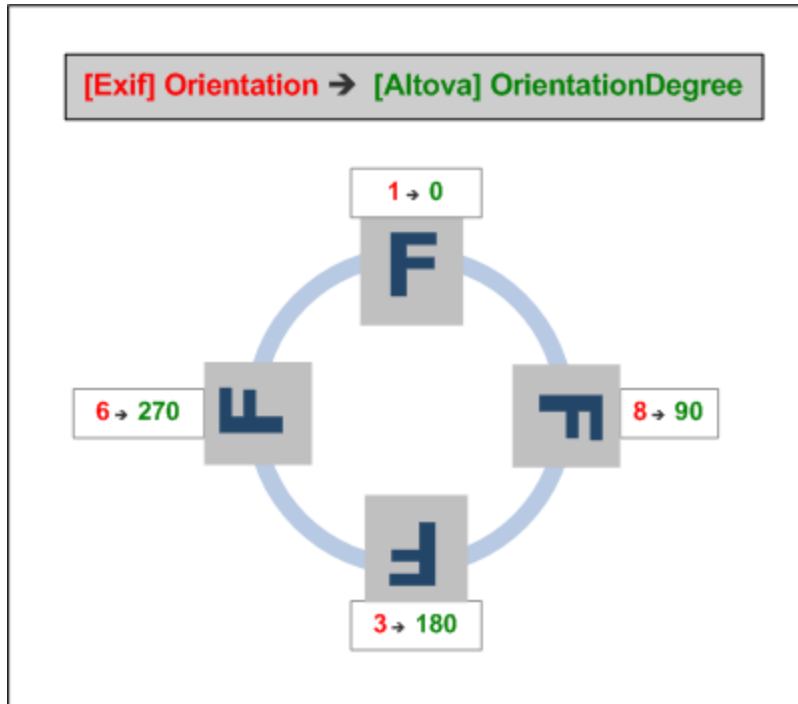 [Exif] Orientation ➔ [Altova] OrientationDegree
1 ➔ 0
F
6 ➔ 270
F
F
8 ➔ 90
F
3 ➔ 180